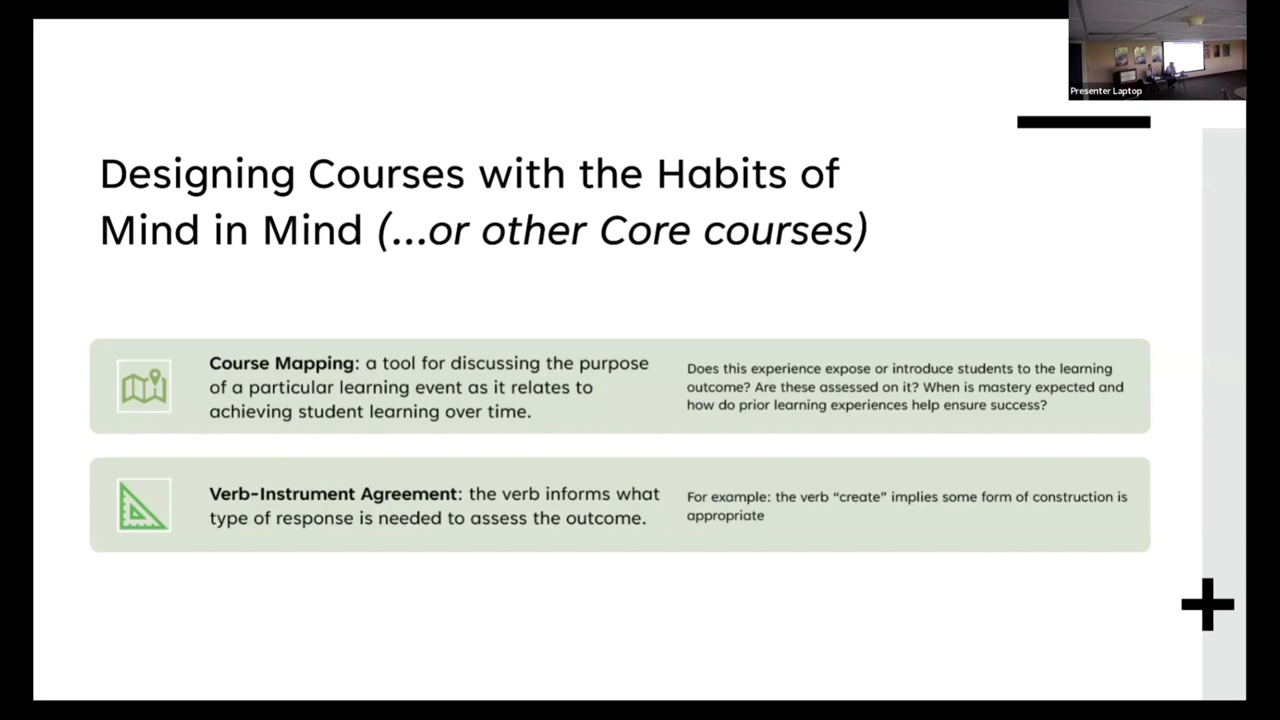 Presenter Laptop
Designing Courses with the Habits of
Mind in Mind (...or other Core courses)
Course Mapping: a tool for discussing the purpose
of a particular learning event as it relates to
achieving student learning over time.
Does this experience expose or introduce students to the learning
outcome? Are these assessed on it? When is mastery expected and
how do prior learning experiences help ensure success?
Verb-Instrument Agreement: the verb informs what
type of response is needed to assess the outcome.
For example: the verb “create” implies some form of construction is
appropriate